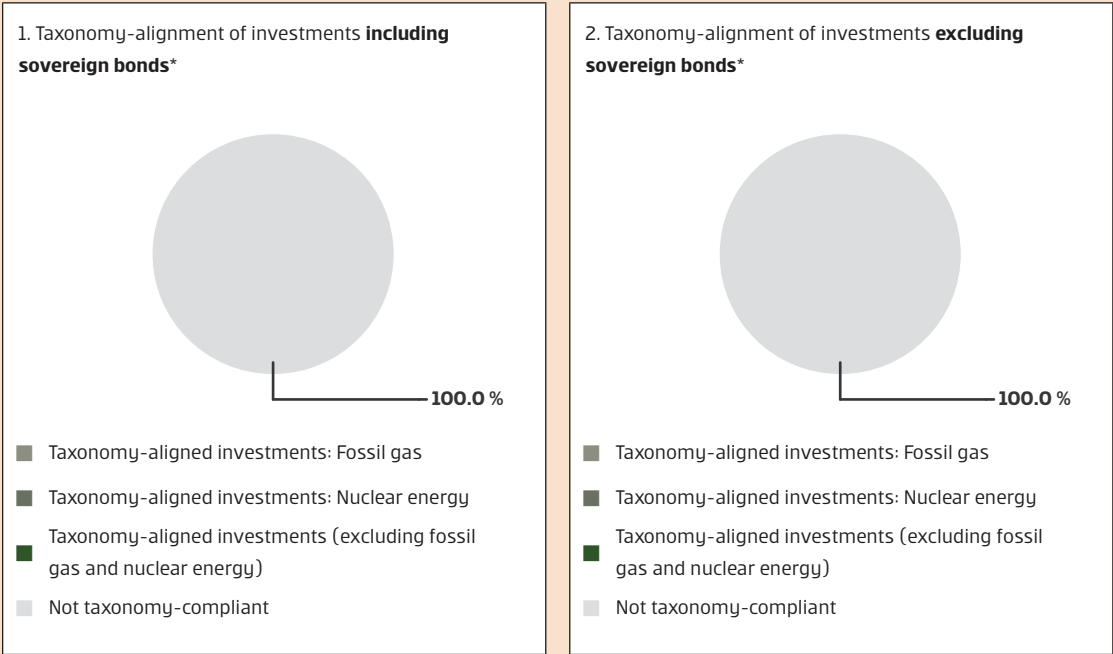 1. Taxonomy-alignment of investments including
sovereign bonds*
100.0 %
Taxonomy-aligned investments: Fossil gas
Taxonomy-aligned investments: Nuclear energy
Taxonomy-aligned investments (excluding fossil
gas and nuclear energy)
Not taxonomy-compliant
2. Taxonomy-alignment of investments excluding
sovereign bonds*
100.0 %
Taxonomy-aligned investments: Fossil gas
Taxonomy-aligned investments: Nuclear energy
Taxonomy-aligned investments (excluding fossil
gas and nuclear energy)
Not taxonomy-compliant